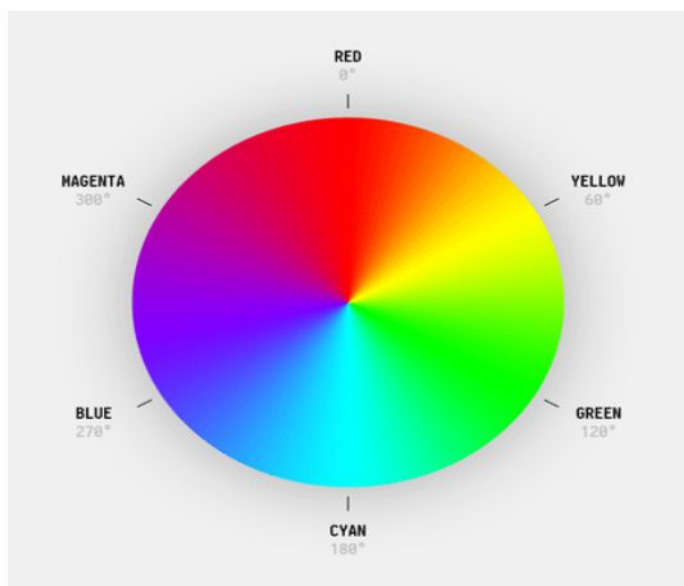 RED
0°
MAGENTA
300°
YELLOW
60°
BLUE
270°
GREEN
120°
CYAN
180°